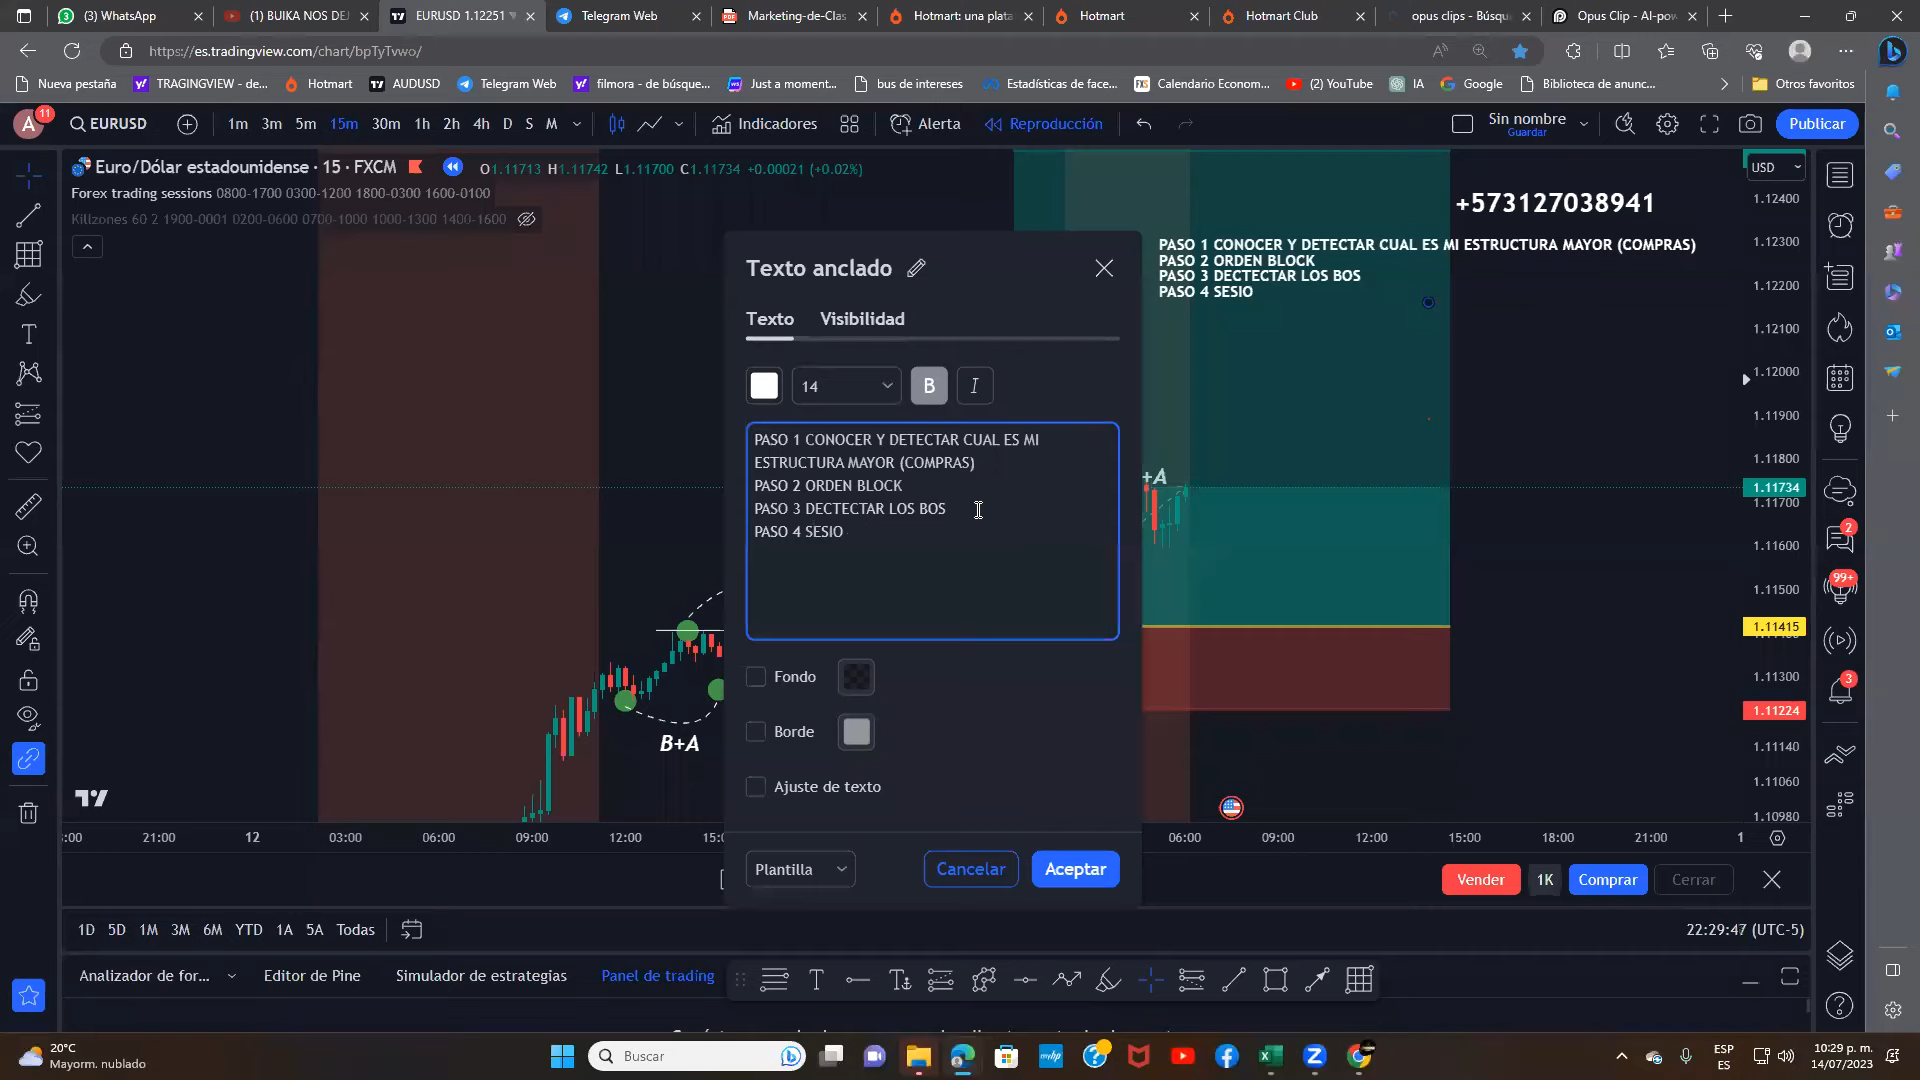 (3) WhatsApp
(1) BUIKA NOS DEJ
EURUSD 1.12251
Telegram Web
Marketing-de-Clas
Hotmart: una plata
Hotmart
Hotmart Club
opus clips - Búsqu
Opus Clip - AI-pow
https://es.tradingview.com/chart/bpTyTvwo/
Nueva pestaña
TRAGINGVIEW - de...
Hotmart
AUDUSD
Telegram Web
filmora - de búsque...
Just a moment...
bus de intereses
Estadísticas de face...
Calendario Econom...
(2) YouTube
IA
Google
Biblioteca de anunc...
Otros favoritos
A 11
EURUSD
1m 3m 5m 15m 30m 1h 2h 4h D S M
Indicadores
Alerta
Reproducción
Sin nombre
Guardar
Publicar
Euro/Dólar estadounidense · 15 · FXCM
O1.11713 H1.11742 L1.11700 C1.11734 +0.00021 (+0.02%)
USD
Forex trading sessions 0800-1700 0300-1200 1800-0300 1600-0100
Killzones 60 2 1900-0001 0200-0600 0700-1000 1000-1300 1400-1600
+573127038941
PASO 1 CONOCER Y DETECTAR CUAL ES MI ESTRUCTURA MAYOR (COMPRAS)
PASO 2 ORDEN BLOCK
PASO 3 DECTECTAR LOS BOS
PASO 4 SESIO
Texto anclado
Texto
Visibilidad
14
B
I
PASO 1 CONOCER Y DETECTAR CUAL ES MI
ESTRUCTURA MAYOR (COMPRAS)
PASO 2 ORDEN BLOCK
PASO 3 DECTECTAR LOS BOS
PASO 4 SESIO
Fondo
Borde
Ajuste de texto
Plantilla
Cancelar
Aceptar
+A
B+A
1.12400
1.12300
1.12200
1.12100
1.12000
1.11900
1.11800
1.11734
1.11700
1.11600
1.11500
1.11415
1.11300
1.11224
1.11140
1.11060
1.10980
2
99+
3
:00
21:00
12
03:00
06:00
09:00
12:00
15:0
06:00
09:00
12:00
15:00
18:00
21:00
1
Vender
1K
Comprar
Cerrar
1D 5D 1M 3M 6M YTD 1A 5A Todas
22:29:47 (UTC-5)
Analizador de for...
Editor de Pine
Simulador de estrategias
Panel de trading
20°C
Mayorm. nublado
Buscar
ESP
ES
10:29 p. m.
14/07/2023